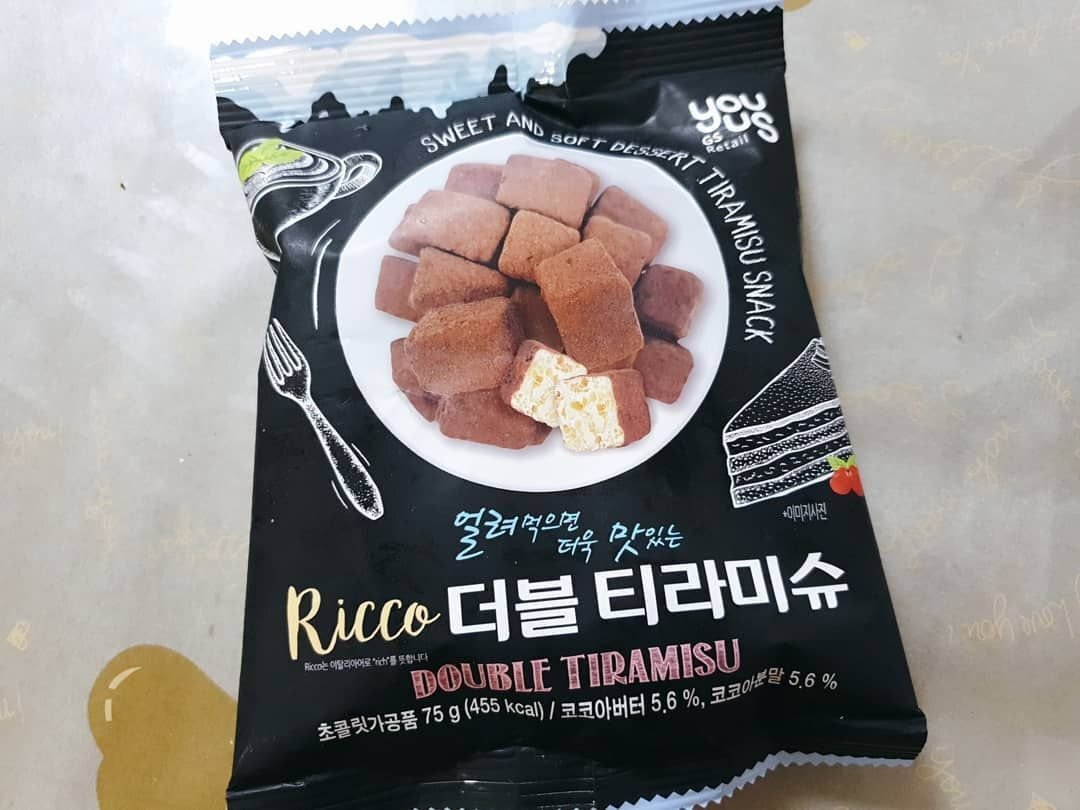 YOU
US
GS
Retail
SWEET AND SOFT DESSERT TIRAMISU SNACK
*이미지사진
얼려먹으면
더욱 맛있는
Ricco 더블 티라미슈
Ricco는 이탈리아어로 "rich"를 뜻합니다
DOUBLE TIRAMISU
초콜릿가공품 75 g (455 kcal) / 코코아버터 5.6 %, 코코아분말 5.6 %
love you